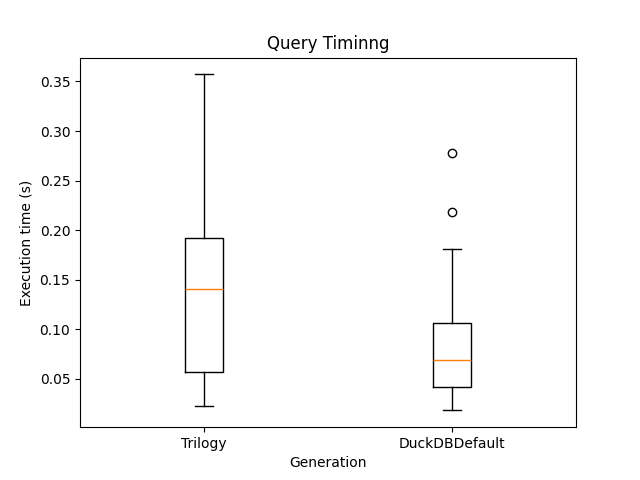 Query Timinng
0.35
0.30
0.25
0.20
0.15
0.10
0.05
Execution time (s)
Trilogy
DuckDBDefault
Generation